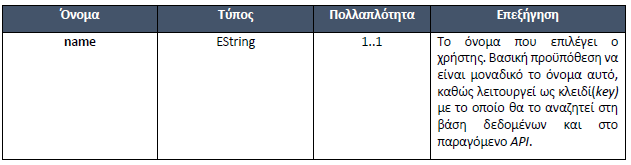 Όνομα Τύπος Πολλαπλότητα Επεξήγηση
name EString 1..1 Το όνομα που επιλέγει ο
χρήστης. Βασική προϋπόθεση να
είναι μοναδικό το όνομα αυτό,
καθώς λειτουργεί ως κλειδί(key)
με το οποίο θα το αναζητεί στη
βάση δεδομένων και στο
παραγόμενο API.